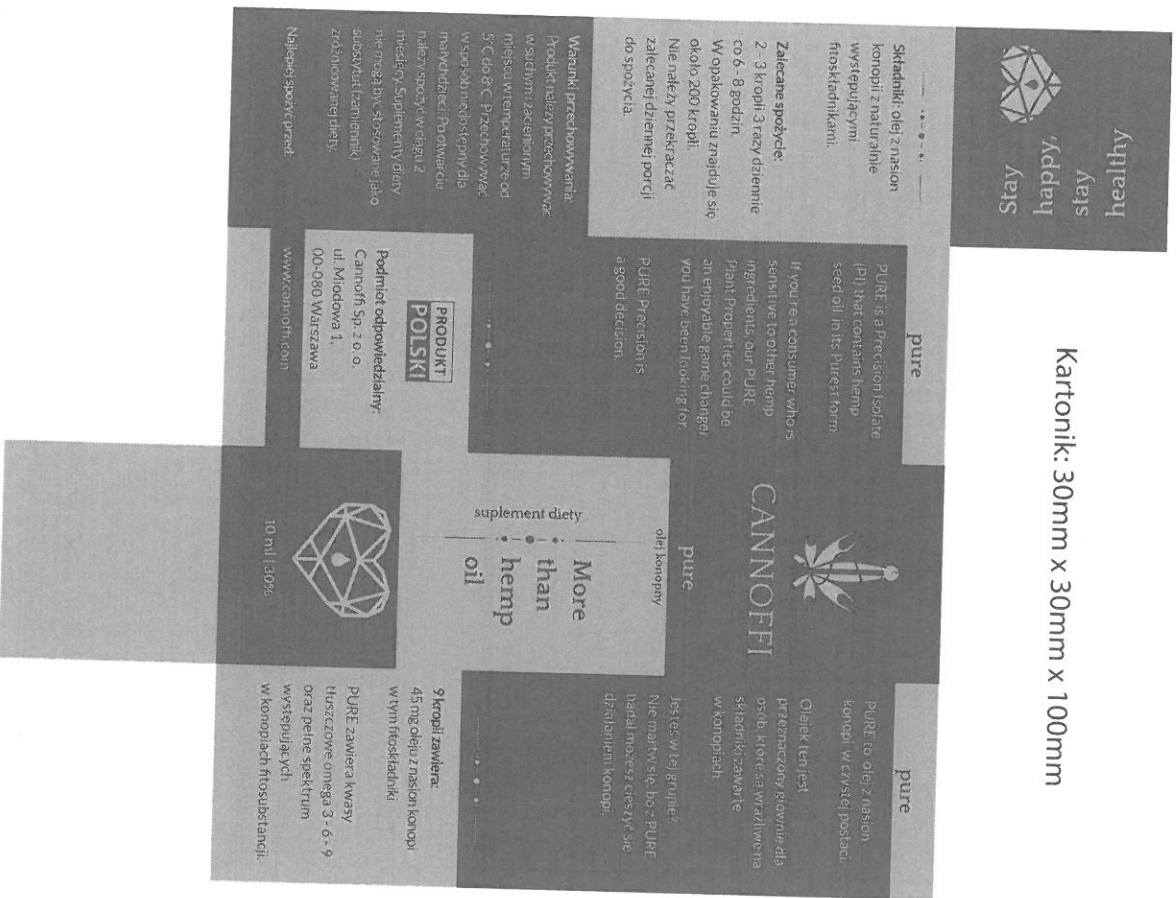 Kartonik: 30mm x 30mm x 100mm
Stay
happy,
stay
healthy
Składniki: olej z nasion
konopii z naturalnie
występującymi
fitoskładnikami.
Zalecane spożycie:
2 - 3 kropli 3 razy dziennie
co 6 - 8 godzin.
W opakowaniu znajduje się
około 200 kropli.
Nie należy przekraczać
zalecanej dziennej porcji
do spożycia.
Warunki przechowywania:
Produkt należy przechowywać
w suchym i zacienionym
miejscu w temperaturze od
5°C do 8°C. Przechowywać
w sposób niedostępny dla
małych dzieci. Po otwarciu
należy spożyć w ciągu 2
miesięcy. Suplementy diety
nie mogą być stosowane jako
substytut (zamiennik)
zróżnicowanej diety.
Najlepiej spożyć przed:
pure
PURE is a Precision Isolate
(PI) that contains hemp
seed oil in its Purest form.
If you're a consumer who is
sensitive to other hemp
ingredients our PURE
Plant Properties could be
an enjoyable game changer
you have been looking for.
PURE Precision is
a good decision.
PRODUKT
POLSKI
Podmiot odpowiedzialny:
Cannoffi Sp. z o.o.
ul. Miodowa 1,
00-080 Warszawa
www.cannoffi.com
CANNOFFI
pure
olej konopny
More
than
hemp
oil
suplement diety
10 ml | 30%
pure
PURE to olej z nasion
konopi w czystej postaci.
Olejek ten jest
przeznaczony głównie dla
osób, które są wrażliwe na
składniki zawarte
w konopiach.
Jesteś w tej grupie?
Nie martw się, bo z PURE
nadal możesz cieszyć się
działaniem konopi.
9 kropli zawiera:
45 mg oleju z nasion konopi
w tym fitoskładniki
PURE zawiera kwasy
tłuszczowe omega 3 - 6 - 9
oraz pełne spektrum
występujących
w konopiach fitosubstancji.